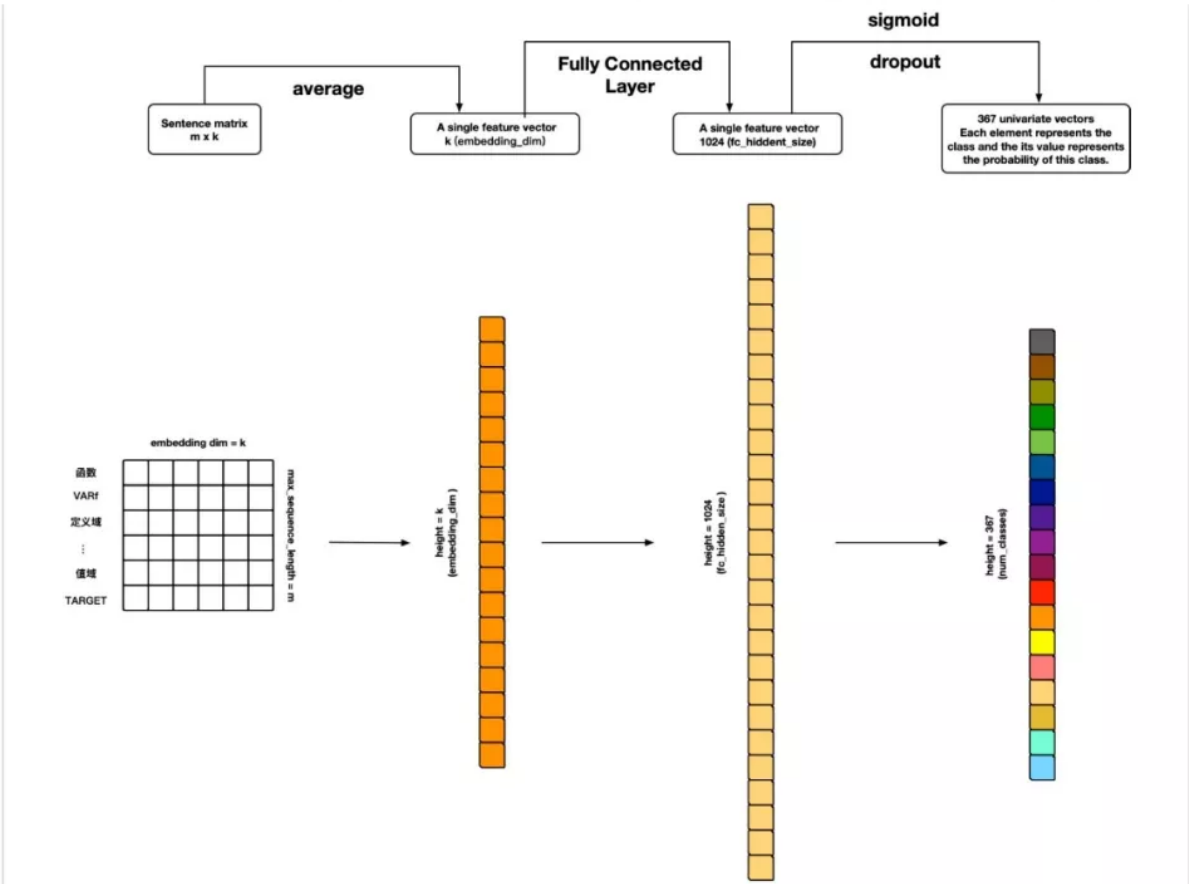 sigmoid
average
Fully Connected
Layer
dropout
Sentence matrix
m x k
A single feature vector
k (embedding_dim)
A single feature vector
1024 (fc_hiddent_size)
367 univariate vectors
Each element represents the
class and the its value represents
the probability of this class.
embedding dim = k
函数
VARf
定义域
⋮
值域
TARGET
max_sequence_length = m
height = k
(embedding_dim )
height = 1024
(fc_hidden_size )
height = 367
(num_classes)